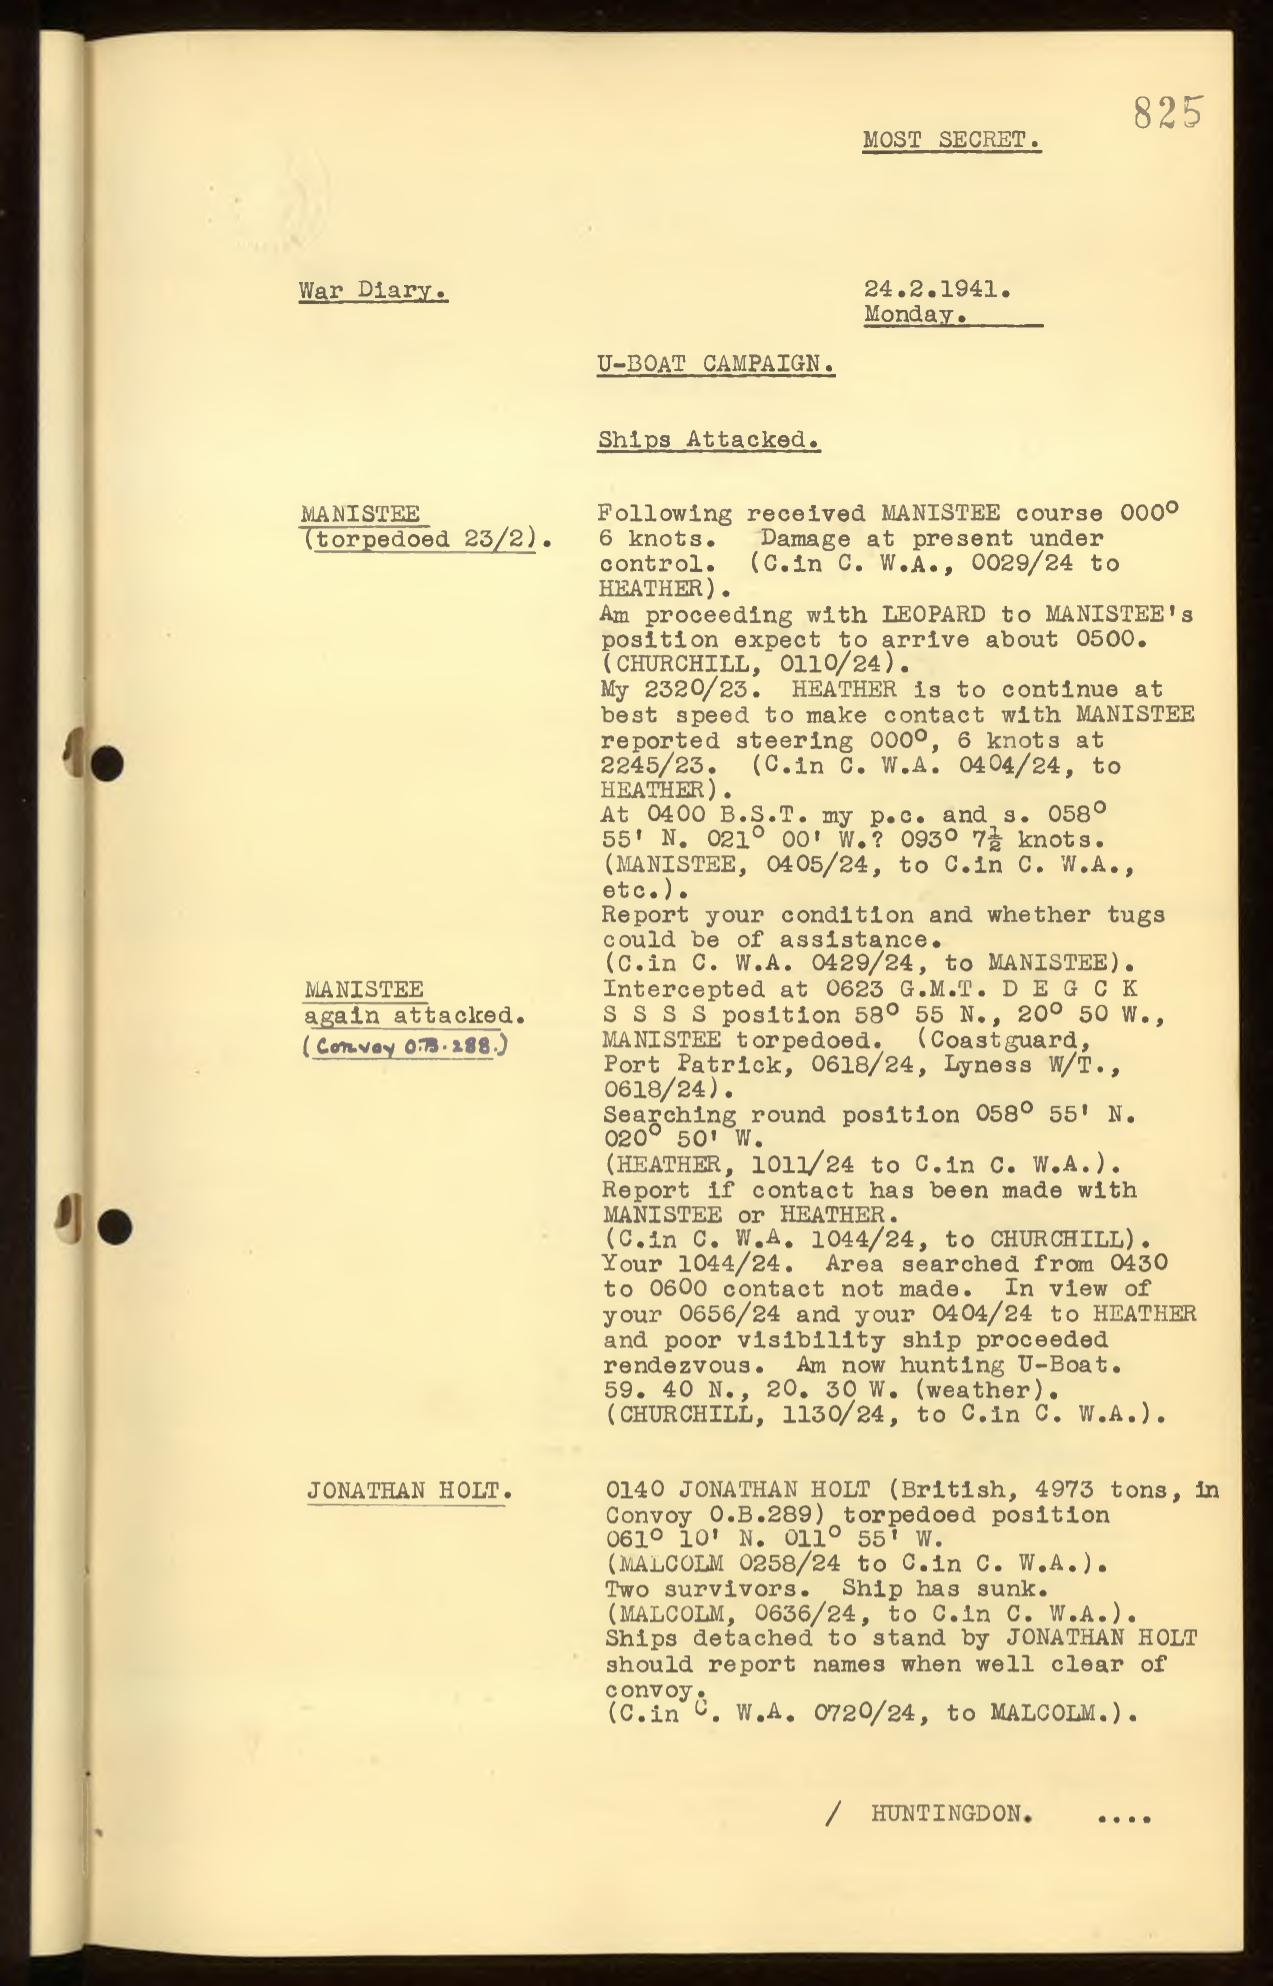 825
MOST SECRET.
War Diary.
24.2.1941.
Monday.
U-BOAT CAMPAIGN.
Ships Attacked.
MANISTEE
(torpedoed 23/2).
Following received MANISTEE course 000°
6 knots. Damage at present under
control. (C.in C. W.A., 0029/24 to
HEATHER).
Am proceeding with LEOPARD to MANISTEE's
position expect to arrive about 0500.
(CHURCHILL, 0110/24).
My 2320/23. HEATHER is to continue at
best speed to make contact with MANISTEE
reported steering 000°, 6 knots at
2245/23. (C.in C. W.A. 0404/24, to
HEATHER).
At 0400 B.S.T. my p.c. and s. 058°
55' N. 021° 00' W.? 093° 7½ knots.
(MANISTEE, 0405/24, to C.in C. W.A.,
etc.).
Report your condition and whether tugs
could be of assistance.
(C.in C. W.A. 0429/24, to MANISTEE).
MANISTEE
again attacked.
(Convoy O.B.288.)
Intercepted at 0623 G.M.T. D E G C K
S S S S position 58° 55 N., 20° 50 W.,
MANISTEE torpedoed. (Coastguard,
Port Patrick, 0618/24, Lyness W/T.,
0618/24).
Searching round position 058° 55' N.
020° 50' W.
(HEATHER, 1011/24 to C.in C. W.A.).
Report if contact has been made with
MANISTEE or HEATHER.
(C.in C. W.A. 1044/24, to CHURCHILL).
Your 1044/24. Area searched from 0430
to 0600 contact not made. In view of
your 0656/24 and your 0404/24 to HEATHER
and poor visibility ship proceeded
rendezvous. Am now hunting U-Boat.
59. 40 N., 20. 30 W. (weather).
(CHURCHILL, 1130/24, to C.in C. W.A.).
JONATHAN HOLT.
0140 JONATHAN HOLT (British, 4973 tons, in
Convoy O.B.289) torpedoed position
061° 10' N. 011° 55' W.
(MALCOLM 0258/24 to C.in C. W.A.).
Two survivors. Ship has sunk.
(MALCOLM, 0636/24, to C.in C. W.A.).
Ships detached to stand by JONATHAN HOLT
should report names when well clear of
convoy.
(C.in C. W.A. 0720/24, to MALCOLM.).
/ HUNTINGDON. ....